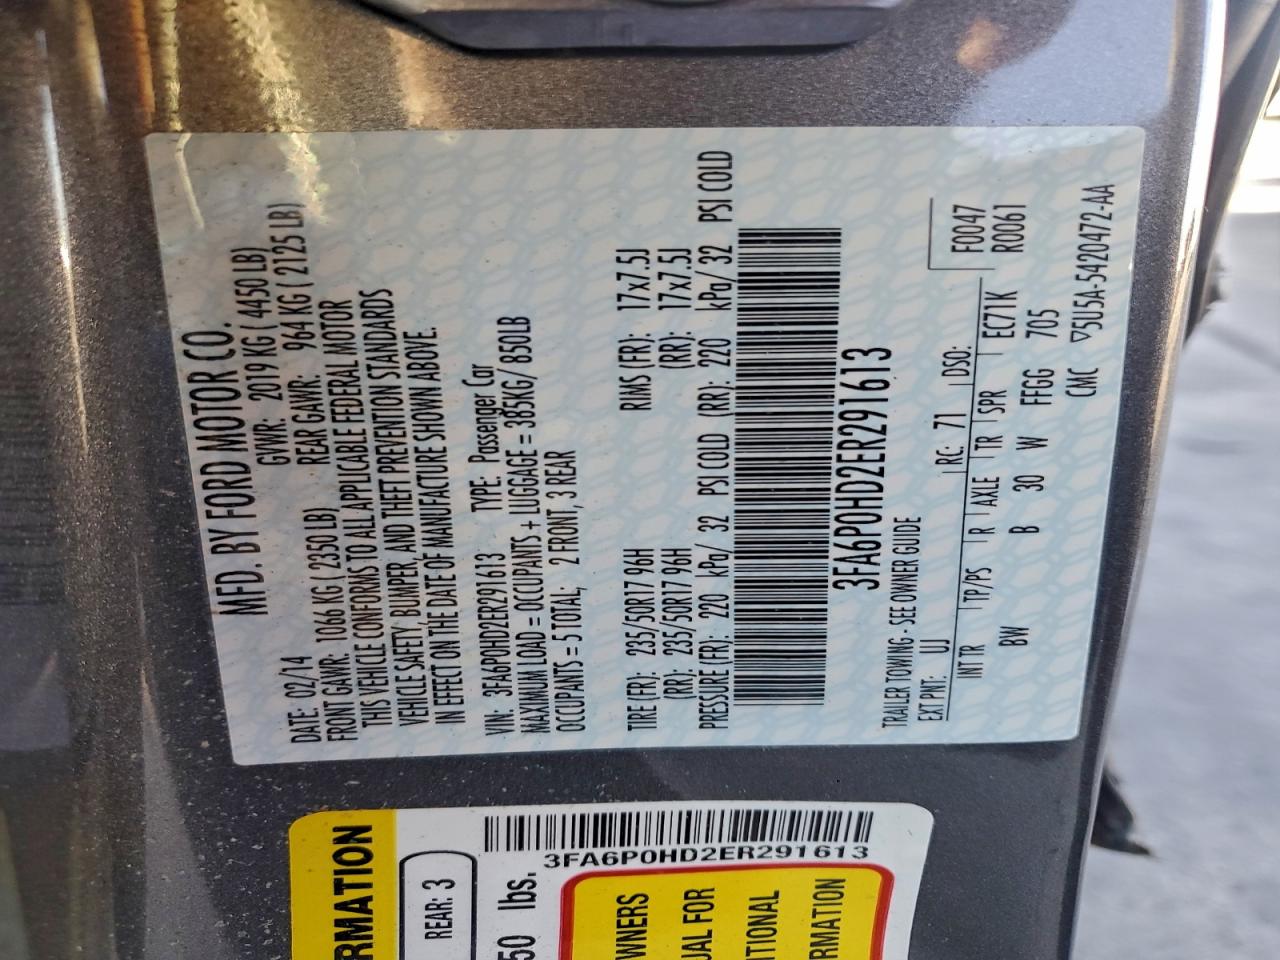 MFD. BY FORD MOTOR CO.
DATE: 02/14 GVWR: 2019 KG ( 4450 LB)
FRONT GAWR: 1066 KG ( 2350 LB) REAR GAWR: 964 KG ( 2125 LB)
THIS VEHICLE CONFORMS TO ALL APPLICABLE FEDERAL MOTOR
VEHICLE SAFETY, BUMPER, AND THEFT PREVENTION STANDARDS
IN EFFECT ON THE DATE OF MANUFACTURE SHOWN ABOVE.
VIN: 3FA6P0HD2ER291613 TYPE: Passenger Car
MAXIMUM LOAD = OCCUPANTS + LUGGAGE = 385KG/ 850LB
OCCUPANTS = 5 TOTAL; 2 FRONT, 3 REAR
TIRE (FR): 235/50R17 96H RIMS (FR): 17x7.5J
(RR): 235/50R17 96H (RR): 17x7.5J
PRESSURE (FR): 220 kPa/ 32 PSI COLD (RR): 220 kPa/ 32 PSI COLD
3FA6P0HD2ER291613
TRAILER TOWING - SEE OWNER GUIDE
EXT PNT: UJ RC: 71 DSO: F0047
INT TR TP/PS R AXLE TR SPR EC71K R0061
BW B 30 W FFGG 705
CMC ▽5U5A-5420472-AA
RMATION
REAR: 3
50 lbs.
3FA6P0HD2ER291613
WNERS
UAL FOR
ITIONAL
RMATION